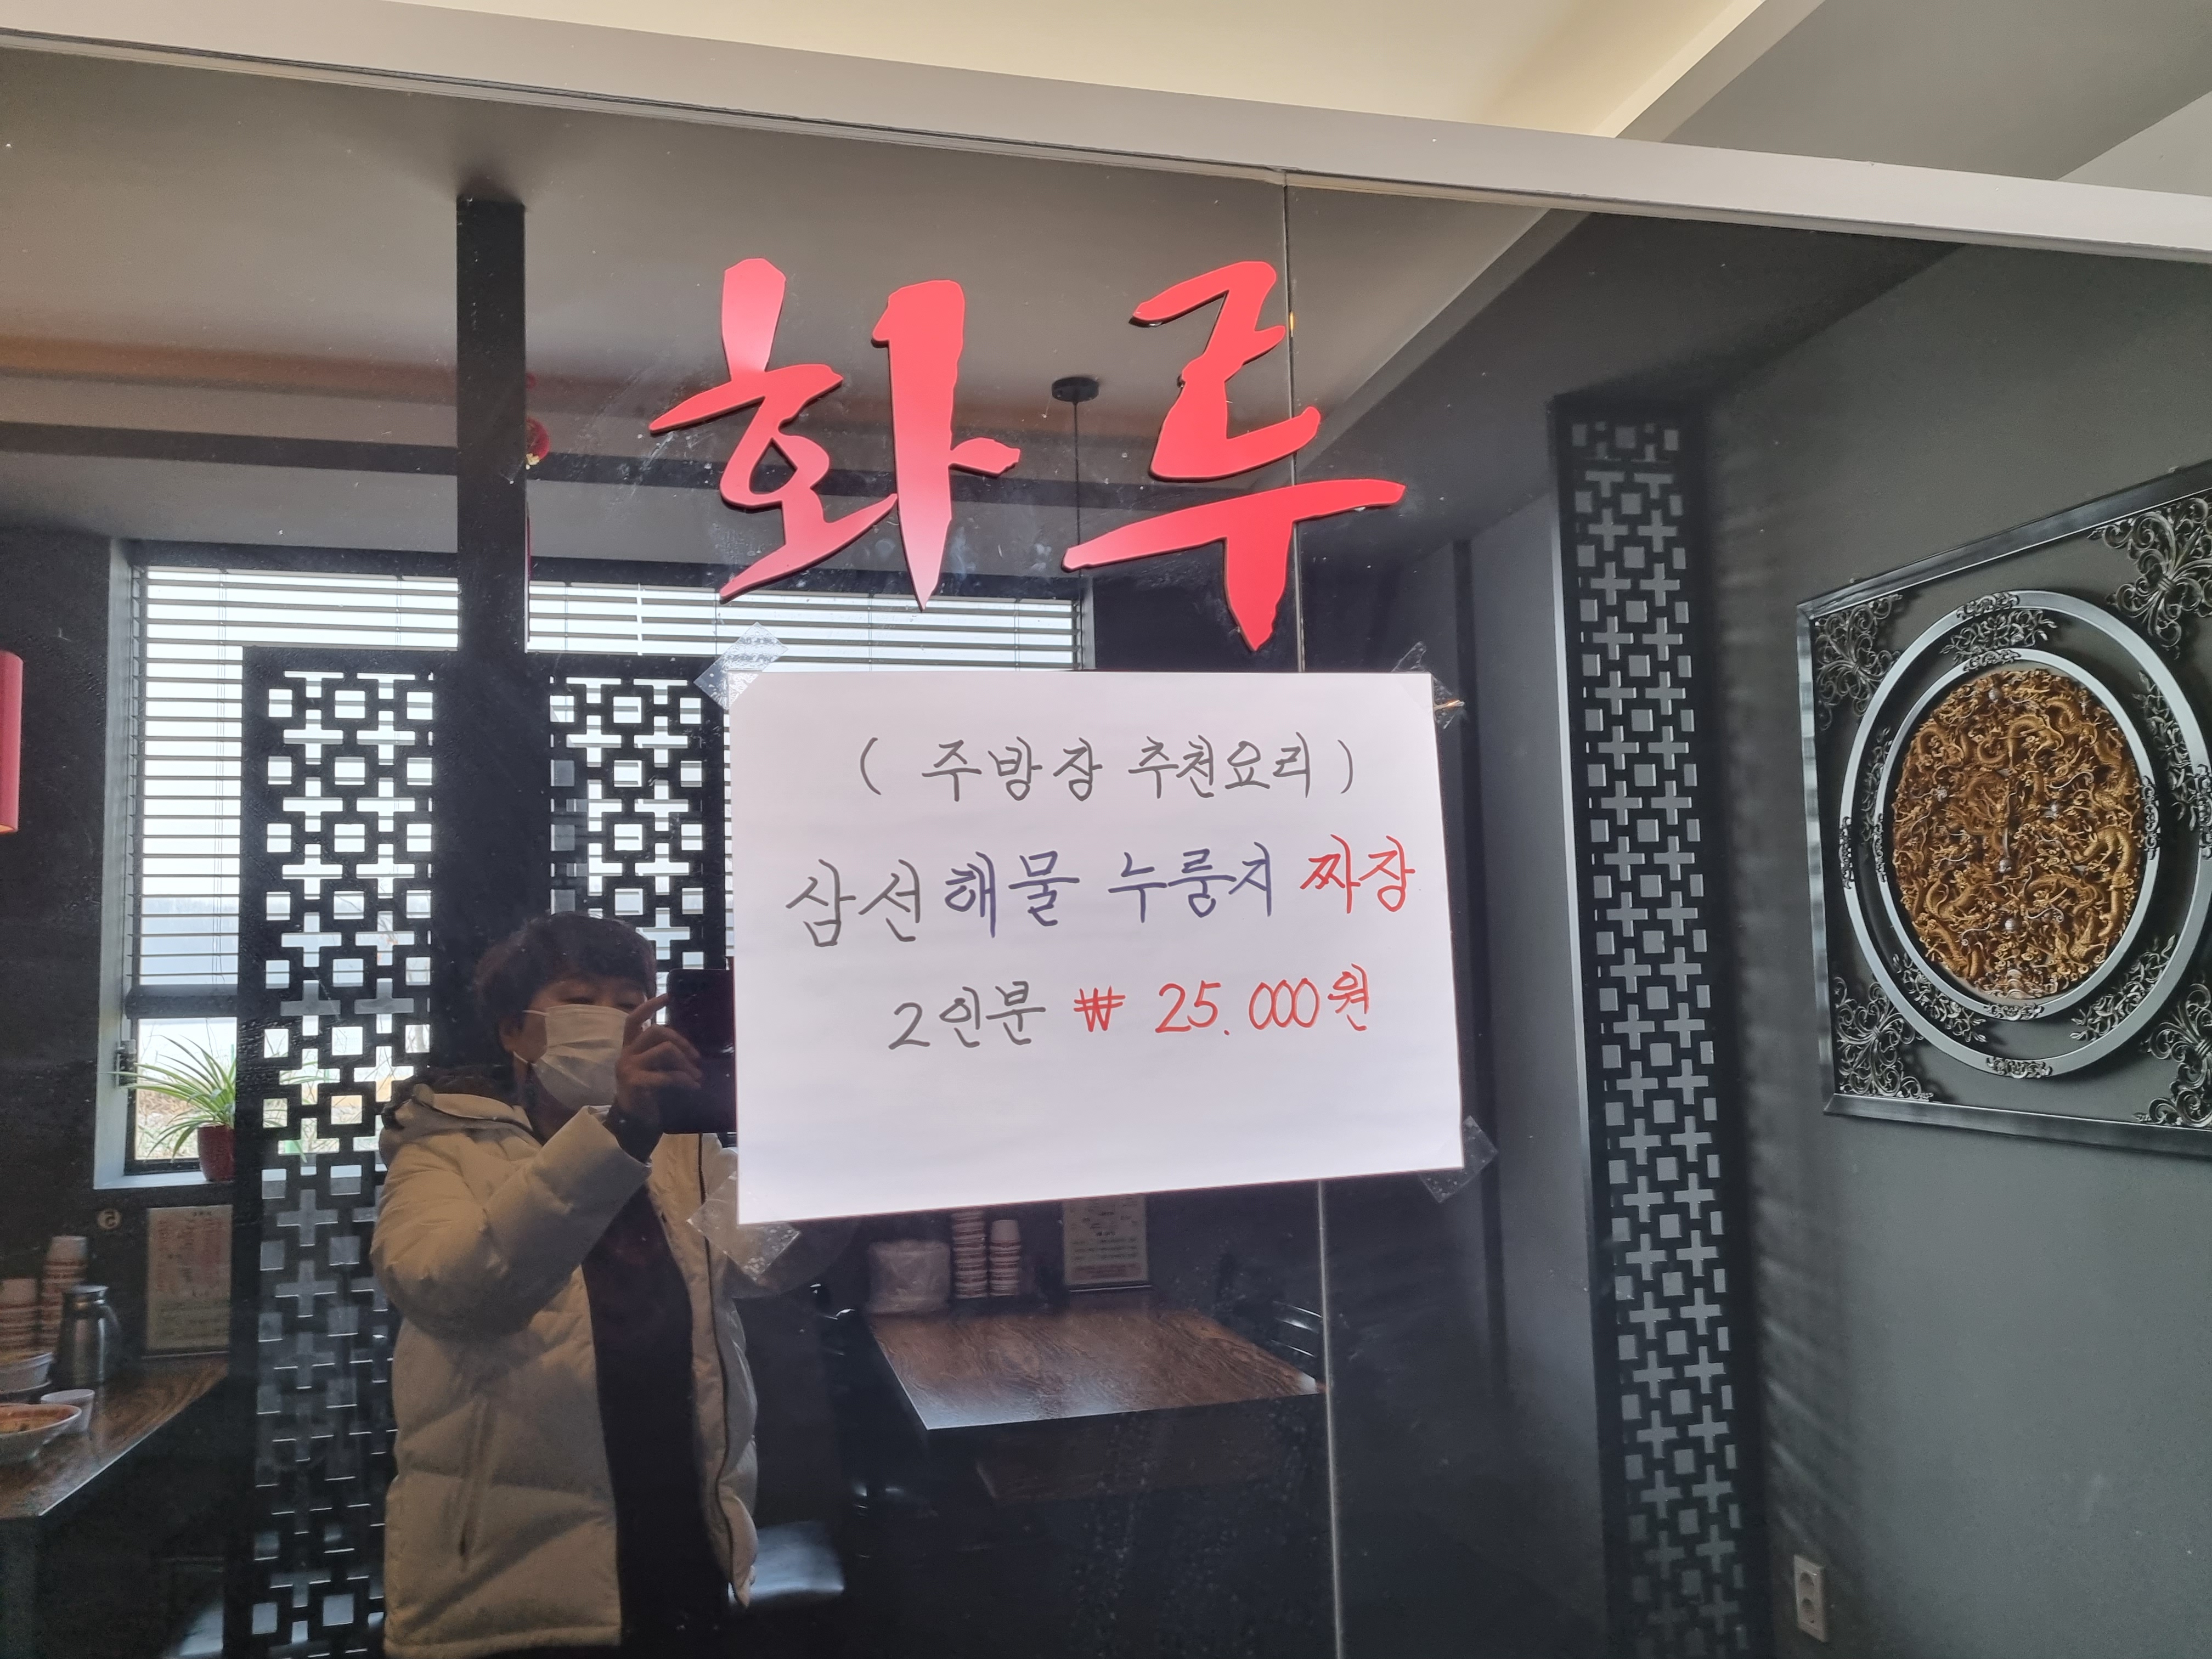 화루
( 주방장 추천요리 )
삼선해물 누룽지 짜장
2인분 ₩ 25.000원